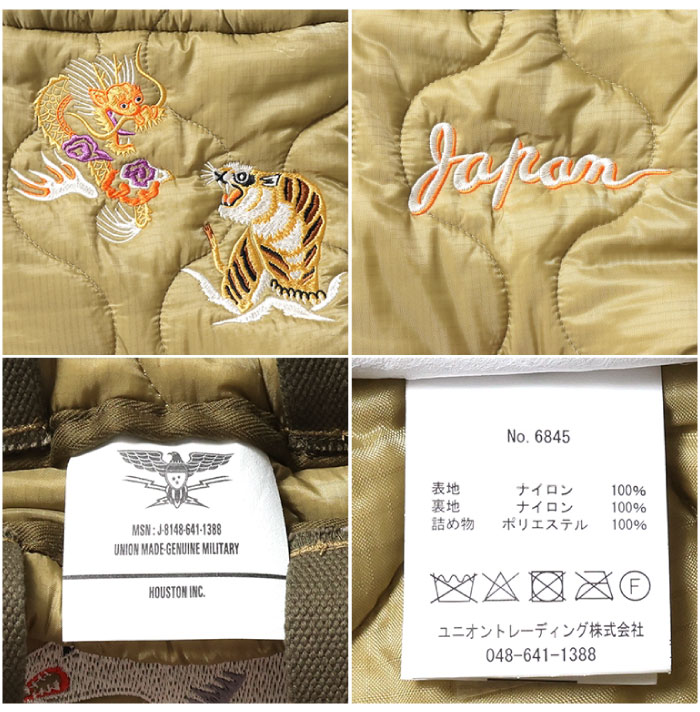 Japan
MSN : J-8148-641-1388
UNION MADE-GENUINE MILITARY
HOUSTON INC.
No. 6845
表地 ナイロン 100%
裏地 ナイロン 100%
詰め物 ポリエステル 100%
F
ユニオントレーディング株式会社
048-641-1388